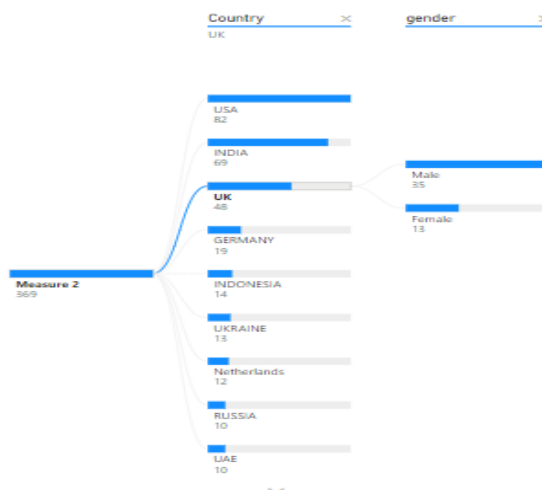 Country
UK
gender
USA
82
INDIA
69
UK
48
GERMANY
19
INDONESIA
14
UKRAINE
13
Netherlands
12
RUSSIA
10
UAE
10
Measure 2
369
Male
35
Female
13